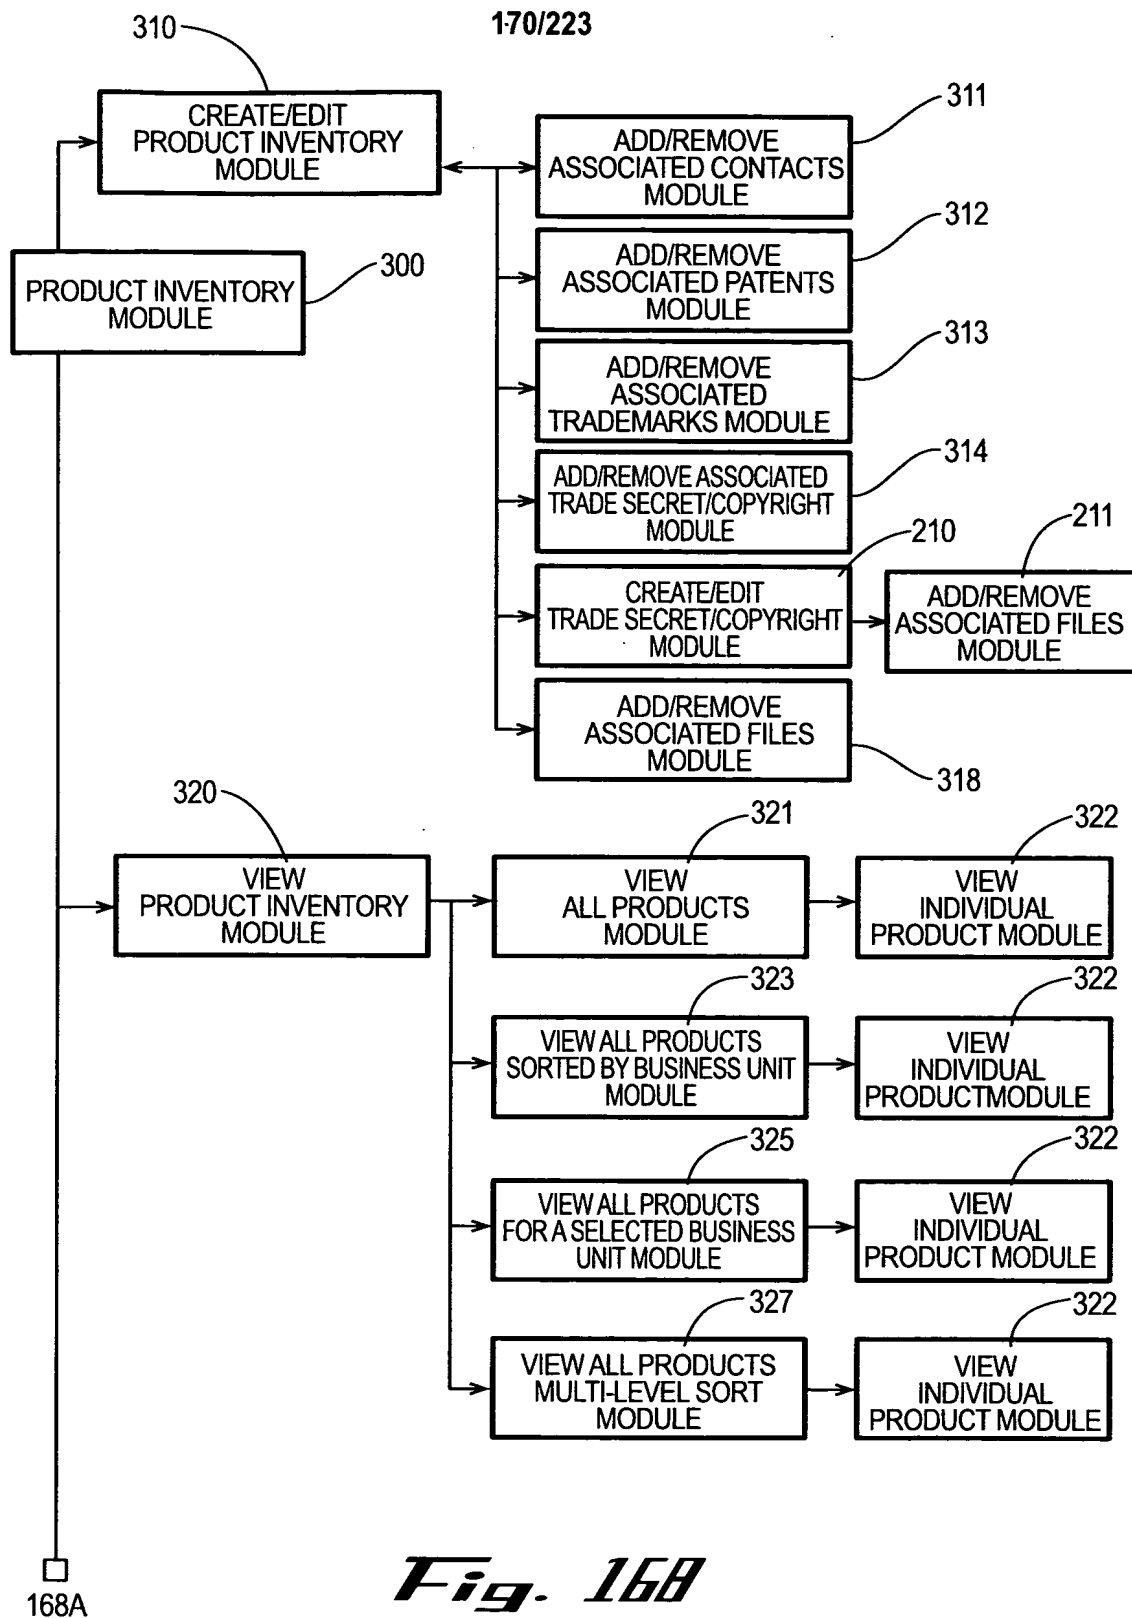 170/223
310
CREATE/EDIT
PRODUCT INVENTORY
MODULE
PRODUCT INVENTORY
MODULE
300
ADD/REMOVE
ASSOCIATED CONTACTS
MODULE
311
ADD/REMOVE
ASSOCIATED PATENTS
MODULE
312
ADD/REMOVE
ASSOCIATED
TRADEMARKS MODULE
313
ADD/REMOVE ASSOCIATED
TRADE SECRET/COPYRIGHT
MODULE
314
CREATE/EDIT
TRADE SECRET/COPYRIGHT
MODULE
210
ADD/REMOVE
ASSOCIATED FILES
MODULE
211
ADD/REMOVE
ASSOCIATED FILES
MODULE
318
320
VIEW
PRODUCT INVENTORY
MODULE
321
VIEW
ALL PRODUCTS
MODULE
322
VIEW
INDIVIDUAL
PRODUCT MODULE
323
VIEW ALL PRODUCTS
SORTED BY BUSINESS UNIT
MODULE
322
VIEW
INDIVIDUAL
PRODUCTMODULE
325
VIEW ALL PRODUCTS
FOR A SELECTED BUSINESS
UNIT MODULE
322
VIEW
INDIVIDUAL
PRODUCT MODULE
327
VIEW ALL PRODUCTS
MULTI-LEVEL SORT
MODULE
322
VIEW
INDIVIDUAL
PRODUCT MODULE
168A
Fig. 168